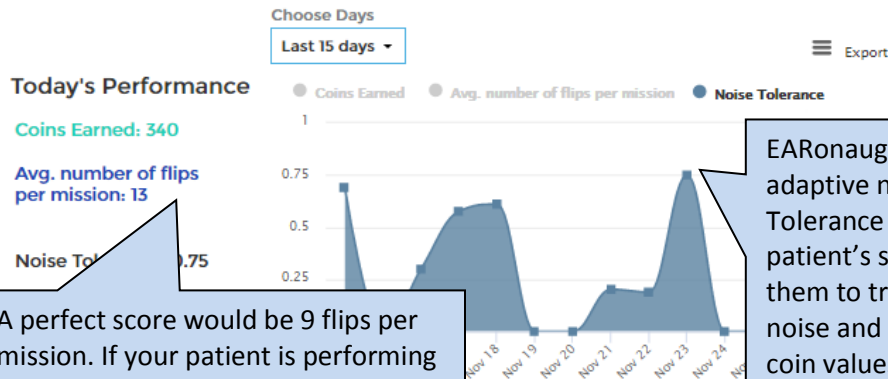 Choose Days
Last 15 days
Export
Today's Performance
Coins Earned
Avg. number of flips per mission
Noise Tolerance
Coins Earned: 340
Avg. number of flips
per mission: 13
Noise 0.75
1
0.75
0.5
0.25
A perfect score would be 9 flips per
mission. If your patient is performing
Nov 18
Nov 19
Nov 20
Nov 21
Nov 22
Nov 23
Nov 24
adaptive
Tolerance
patient's
them to
noise and
coin value